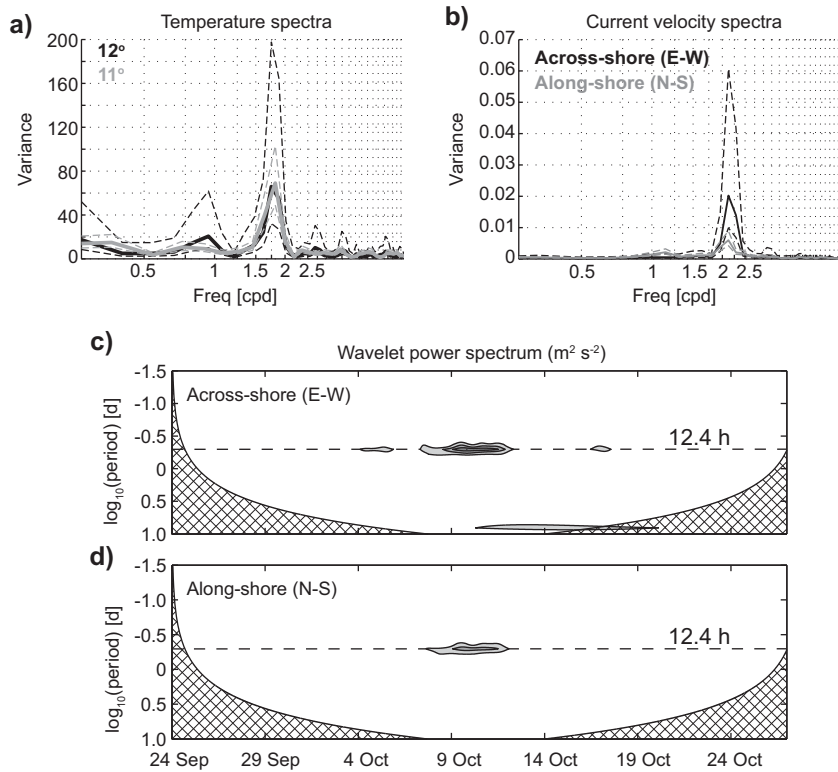 a)
Temperature spectra
200
160
120
80
40
0
Variance
12°
11°
0.5
1
1.5
2
2.5
Freq [cpd]
b)
Current velocity spectra
0.07
0.06
0.05
0.04
0.03
0.02
0.01
0
Variance
Across-shore (E-W)
Along-shore (N-S)
0.5
1
1.5
2
2.5
Freq [cpd]
c)
Wavelet power spectrum (m² s⁻²)
-1.5
-1.0
-0.5
0
0.5
1.0
log₁₀(period) [d]
Across-shore (E-W)
12.4 h
d)
-1.5
-1.0
-0.5
0
0.5
1.0
log₁₀(period) [d]
Along-shore (N-S)
12.4 h
24 Sep 29 Sep 4 Oct 9 Oct 14 Oct 19 Oct 24 Oct